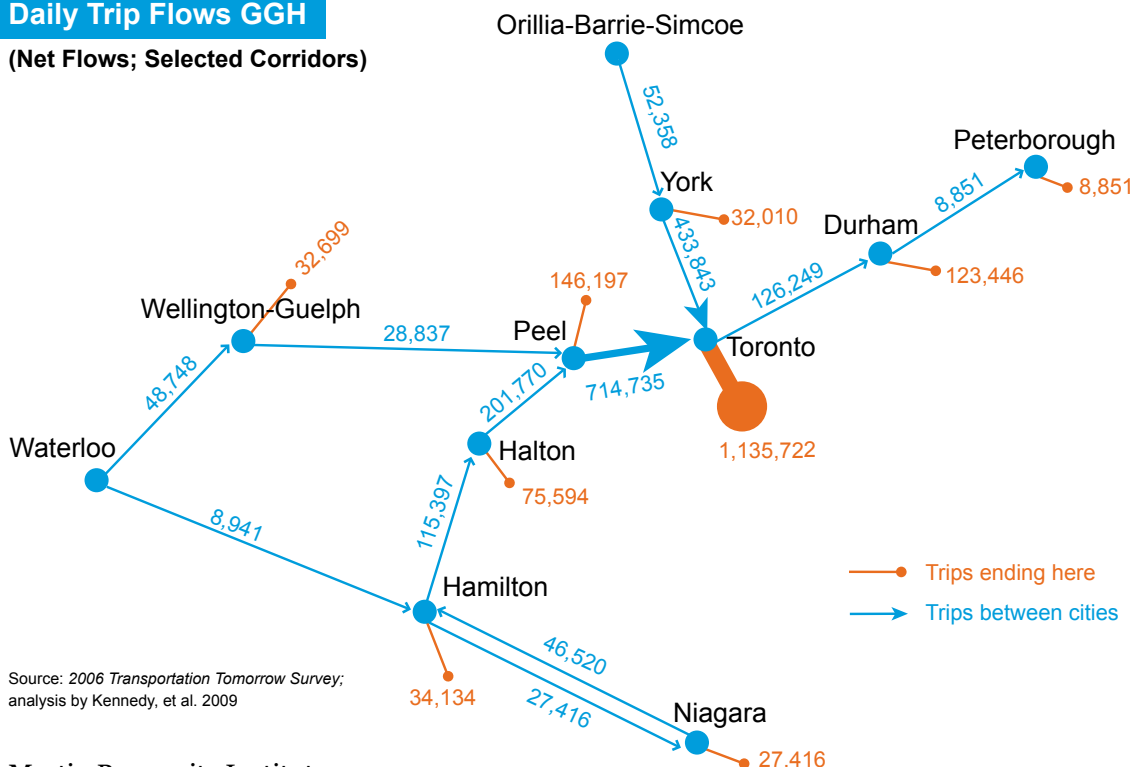 Daily Trip Flows GGH
(Net Flows; Selected Corridors)
Orillia-Barrie-Simcoe
52,358
Peterborough
8,851
8,851
York
32,010
Durham
433,843
123,446
126,249
32,699
146,197
Wellington-Guelph
28,837
Peel
Toronto
714,735
1,135,722
48,748
201,770
Waterloo
Halton
75,594
115,397
8,941
Hamilton
Trips ending here
Trips between cities
46,520
27,416
34,134
Niagara
27,416
Source: 2006 Transportation Tomorrow Survey;
analysis by Kennedy, et al. 2009